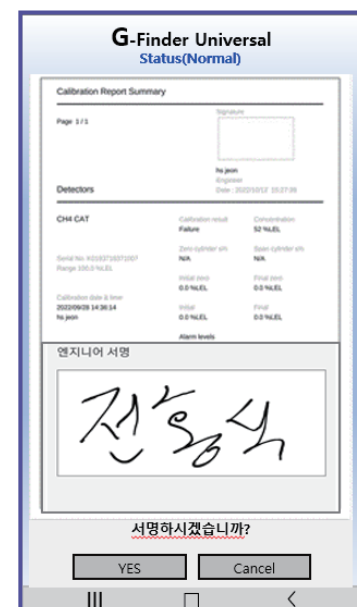 G-Finder Universal
Status(Normal)
Calibration Report Summary
Page 1 / 1
Signature
hs jeon
Engineer
Date : 2022/10/12 10:27:06
Detectors
CH4 CAT
Calibration result
Concentration
Failure
52 %LEL
Zero cylinder s/n
Span cylinder s/n
Serial No.
N/A
N/A
Range 100.0 %LEL
Initial zero
Final zero
0.0 %LEL
0.0 %LEL
Calibration date & time
2022/09/28 14:36:14
Initial
Final
hs jeon
0.0 %LEL
0.0 %LEL
Alarm levels
엔지니어 서명
전홍식
서명하시겠습니까?
YES
Cancel